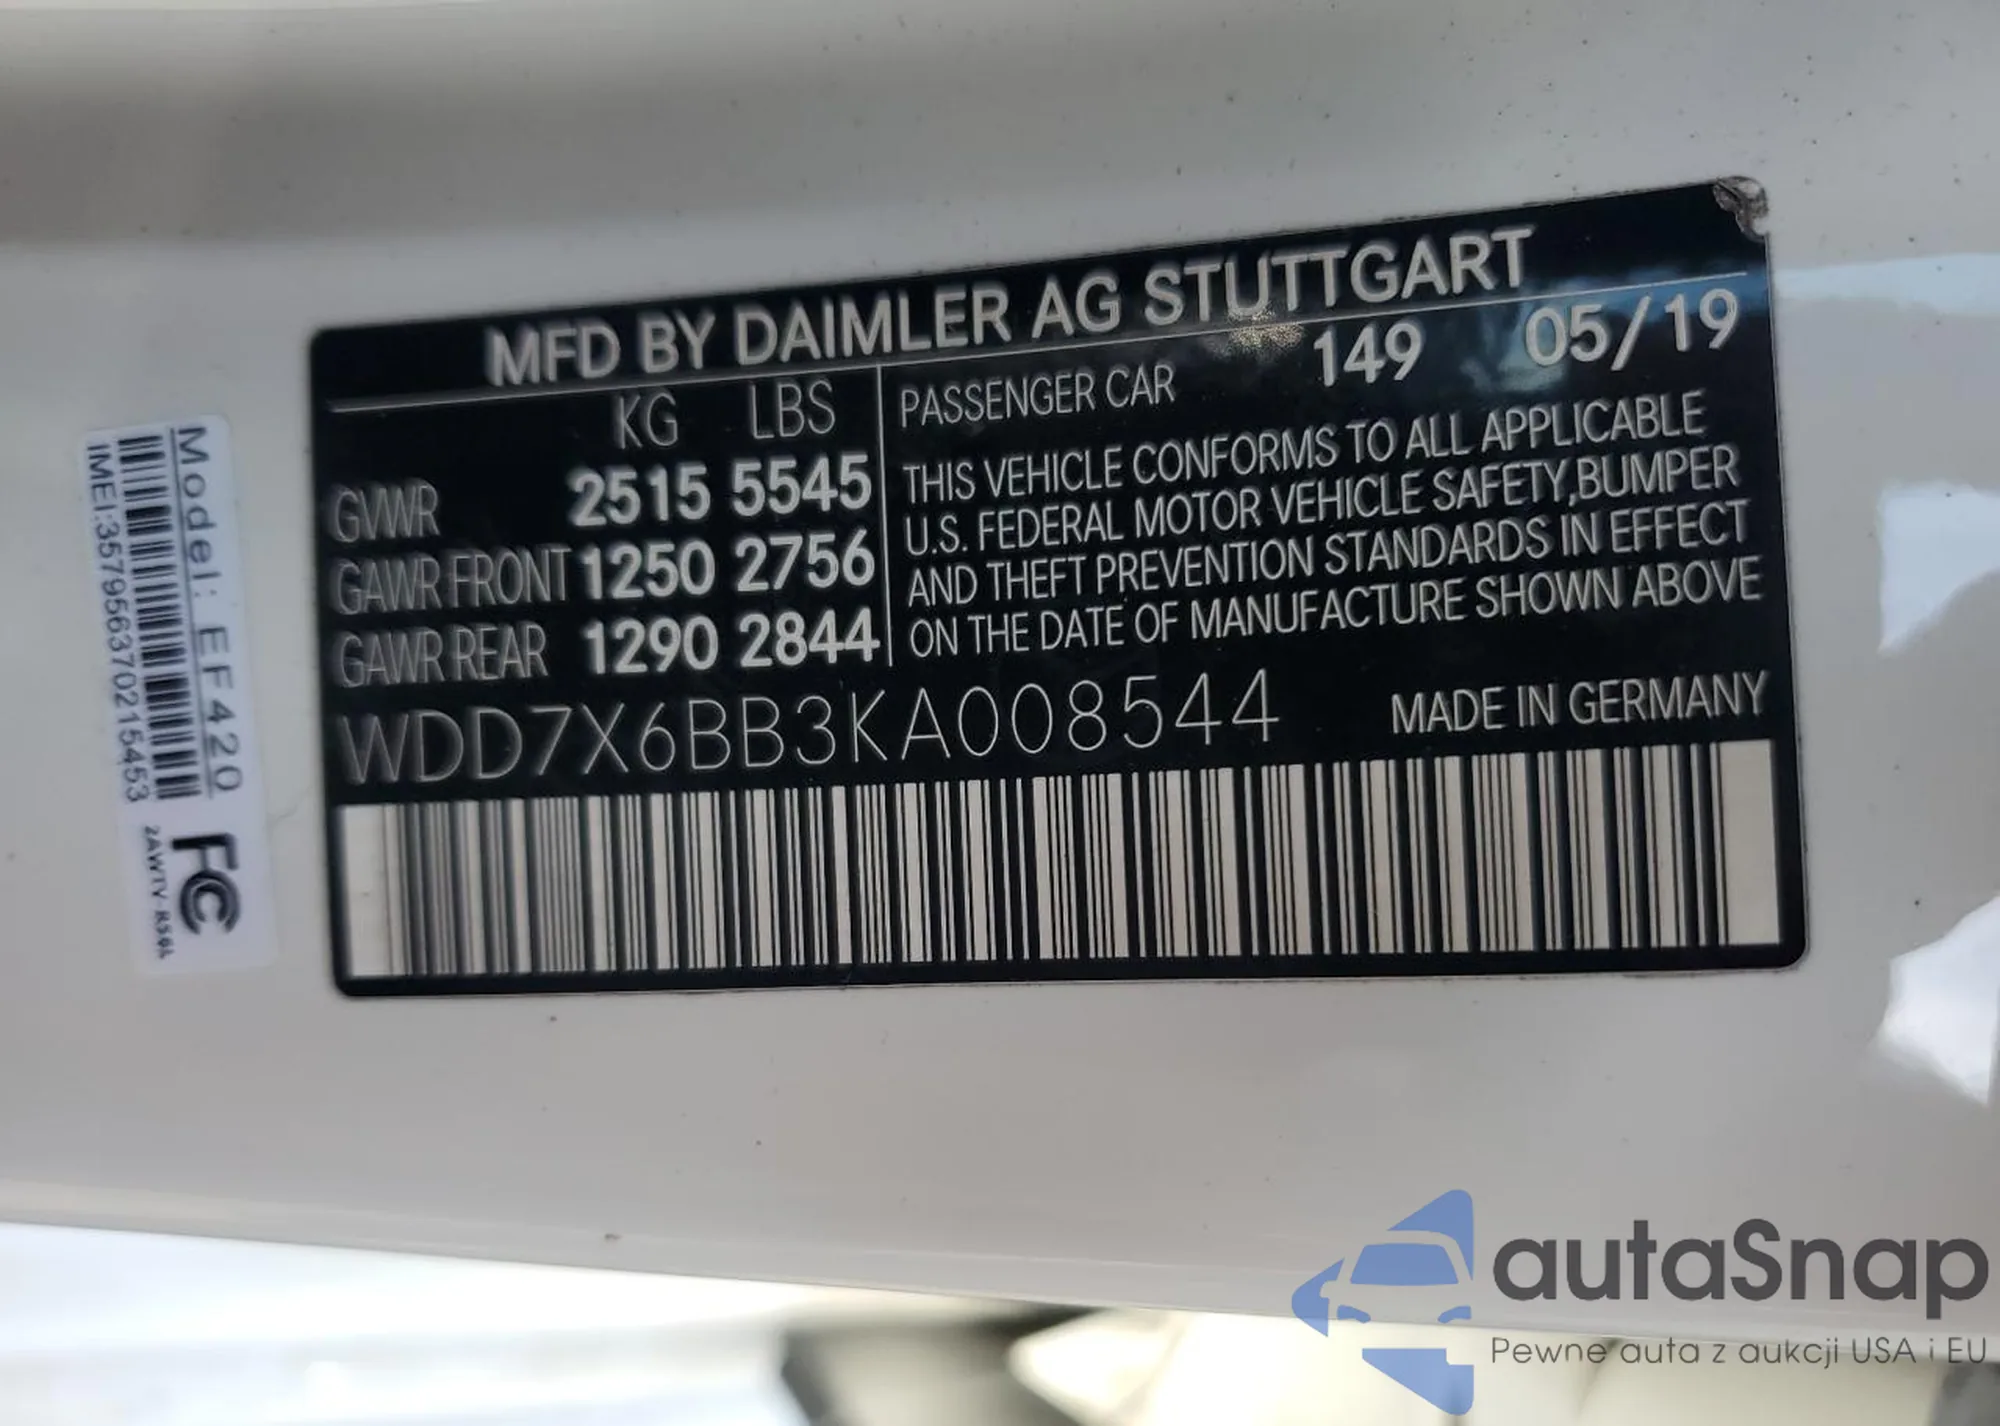 MFD BY DAIMLER AG STUTTGART
KG LBS
GVWR 2515 5545
GAWR FRONT 1250 2756
GAWR REAR 1290 2844
PASSENGER CAR 149 05/19
THIS VEHICLE CONFORMS TO ALL APPLICABLE
U.S. FEDERAL MOTOR VEHICLE SAFETY,BUMPER
AND THEFT PREVENTION STANDARDS IN EFFECT
ON THE DATE OF MANUFACTURE SHOWN ABOVE
WDD7X6BB3KA008544 MADE IN GERMANY
Model: EF420
IMEI:357956370215453
FC
autaSnap
Pewne auta z aukcji USA i EU